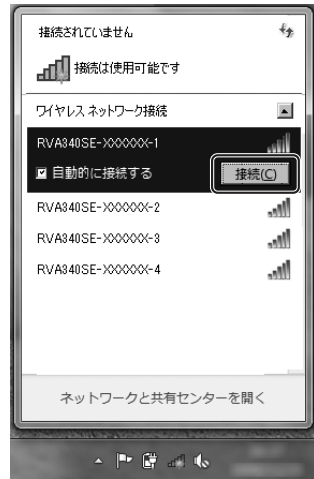 接続されていません
接続は使用可能です
ワイヤレス ネットワーク接続
RVA340SE-XXXXXX-1
自動的に接続する
接続(C)
RVA340SE-XXXXXX-2
RVA340SE-XXXXXX-3
RVA340SE-XXXXXX-4
ネットワークと共有センターを開く